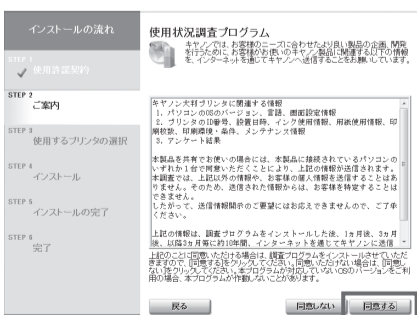 インストールの流れ
STEP 1
使用許諾契約
STEP 2
ご案内
STEP 3
使用するプリンタの選択
STEP 4
インストール
STEP 5
インストールの完了
STEP 6
完了
使用状況調査プログラム
キヤノンでは、お客様のニーズに合わせたより良い製品の企画、開発
を行うために、お客様がお使いのキヤノン製品に関連する以下の情報
を、インターネットを通じてキヤノンへ送信することをお願いしています。
キヤノン大判プリンタに関連する情報
1. パソコンのOSのバージョン、言語、画面設定情報
2. プリンタのID番号、設置日時、インク使用情報、用紙使用情報、印
刷枚数、印刷環境・条件、メンテナンス情報
3. アンケート結果
本製品を共有でお使いの場合には、本製品に接続されているパソコンの
いずれか1台で同意いただくことにより、上記の情報が送信されます。
本調査では、上記以外の情報や、お客様の個人情報を送信することはあ
りません。そのため、送信された情報からは、お客様を特定することは
できません。
したがって、送信情報開示のご要望にはお応えできませんので、ご了承
ください。
上記の情報は、調査プログラムをインストールした後、1ヵ月後、3ヵ月
後、以降3ヵ月毎に約10年間、インターネットを通じてキヤノンに送信
上記のことに同意いただける場合は、調査プログラムをインストールさせていただ
きますので、[同意する]をクリックしてください。同意いただけない場合は、[同意し
ない]をクリックしてください。本プログラムが対応していないOSのバージョンをご利
用の場合、本プログラムが作動しないことがあります。
戻る
同意しない
同意する